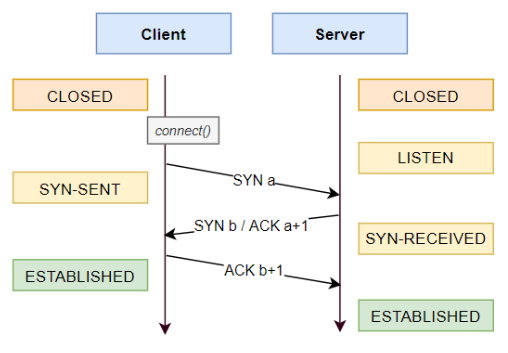 Client
Server
CLOSED
CLOSED
connect()
LISTEN
SYN-SENT
SYN a
SYN b / ACK a+1
SYN-RECEIVED
ESTABLISHED
ACK b+1
ESTABLISHED